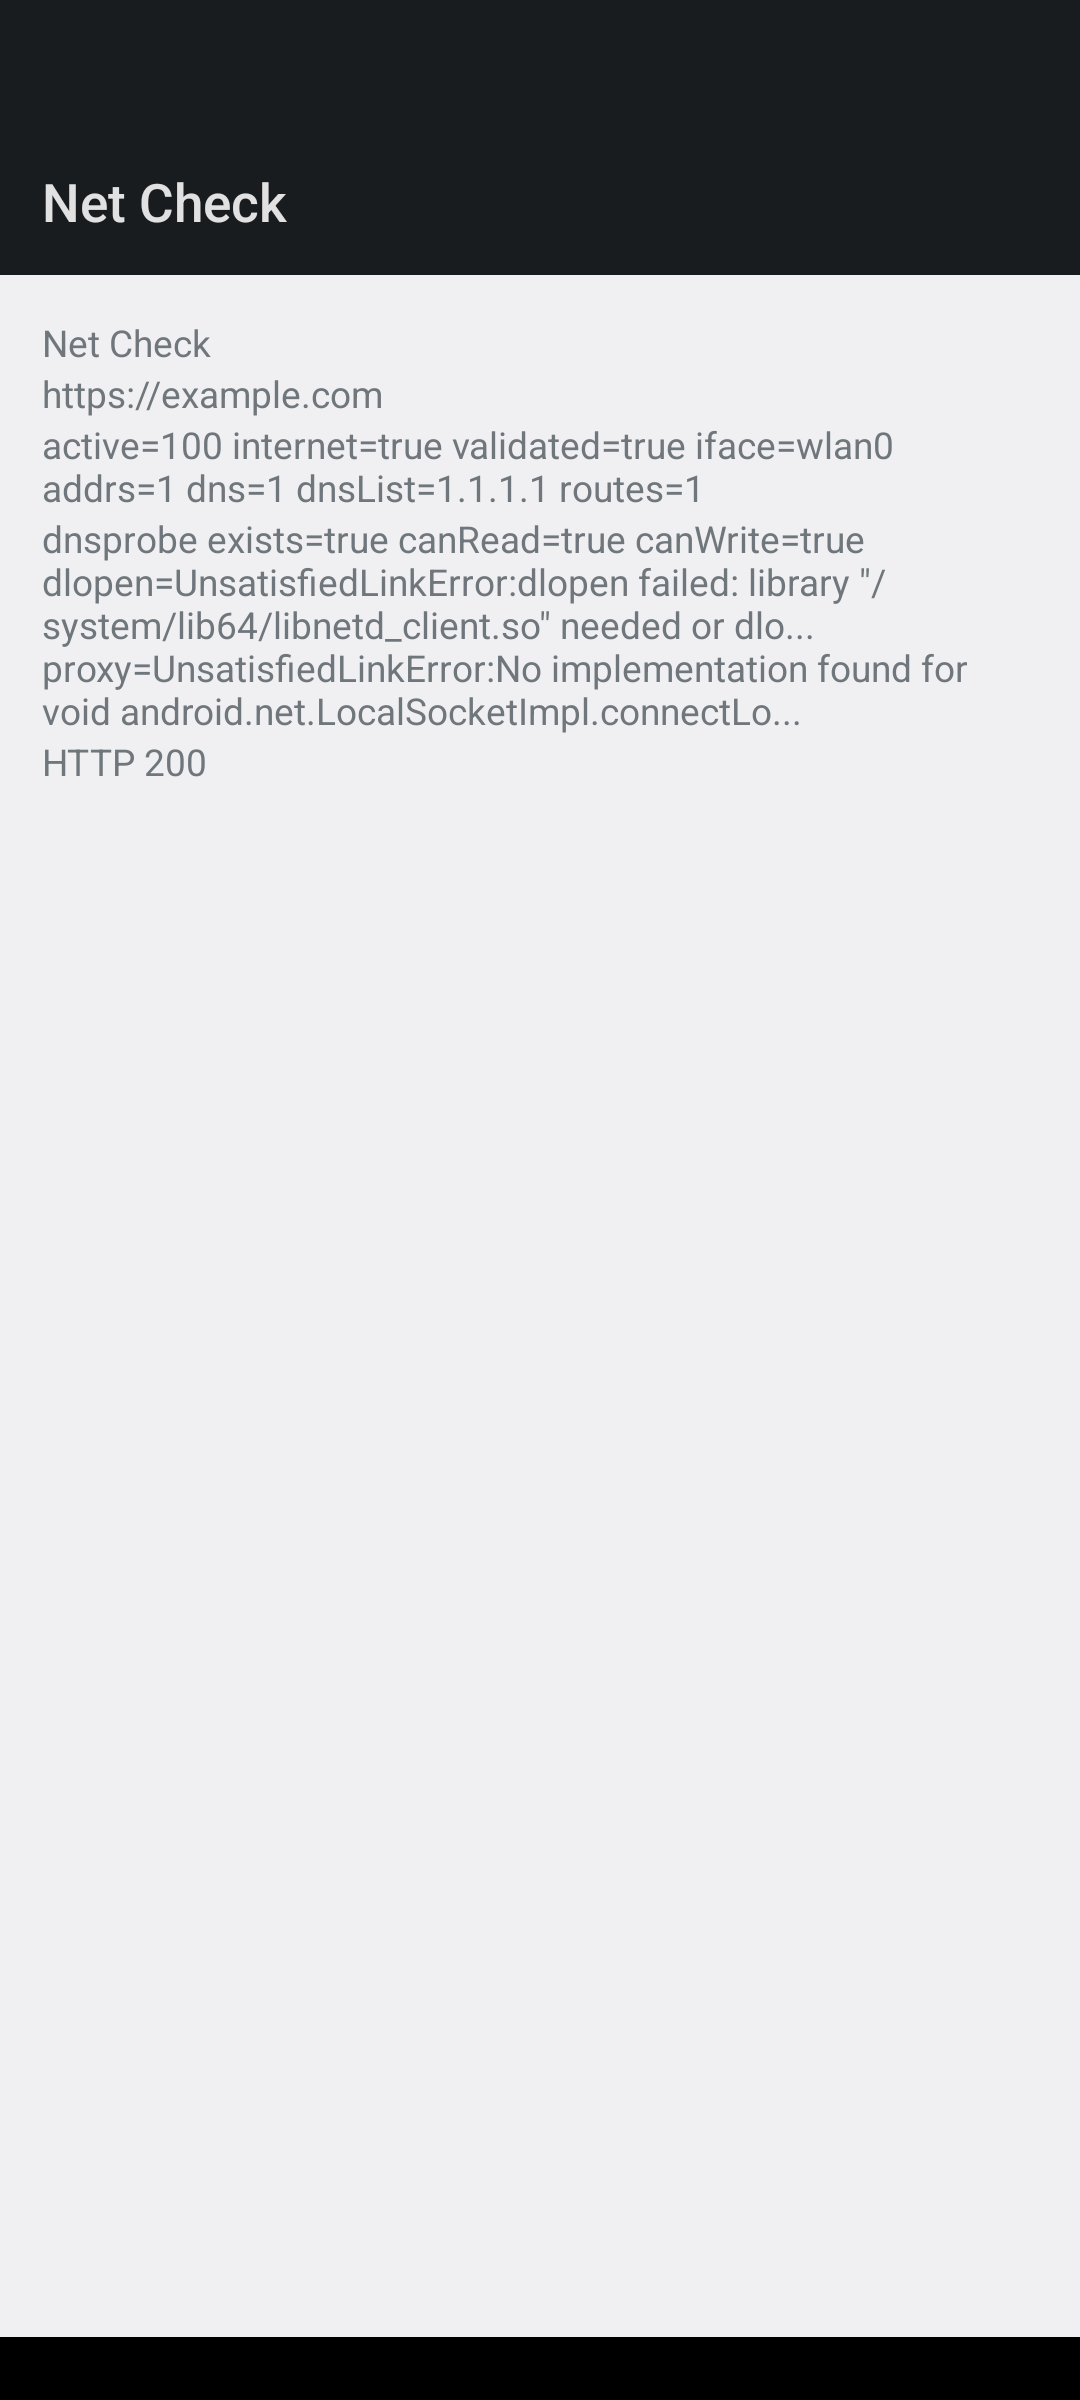 Net Check
Net Check
https://example.com
active=100 internet=true validated=true iface=wlan0
addrs=1 dns=1 dnsList=1.1.1.1 routes=1
dnsprobe exists=true canRead=true canWrite=true
dlopen=UnsatisfiedLinkError:dlopen failed: library "/
system/lib64/libnetd_client.so" needed or dlo...
proxy=UnsatisfiedLinkError:No implementation found for
void android.net.LocalSocketImpl.connectLo...
HTTP 200